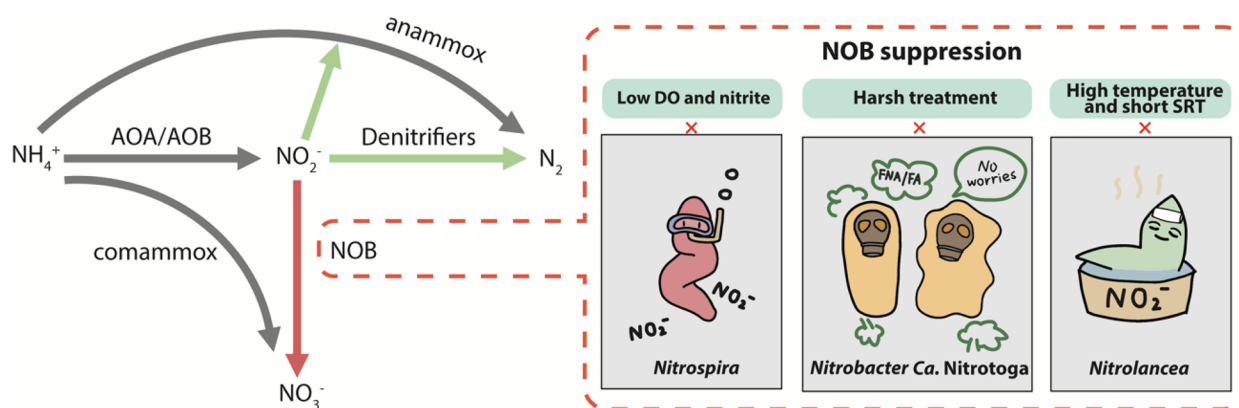 anammox
NH₄⁺
AOA/AOB
NO₂⁻
Denitrifiers
N₂
comammox
NOB
NO₃⁻
NOB suppression
Low DO and nitrite
NO₂⁻
NO₂⁻
Nitrospira
Harsh treatment
FNA/FA
No
worries
Nitrobacter Ca. Nitrotoga
High temperature
and short SRT
NO₂⁻
Nitrolancea